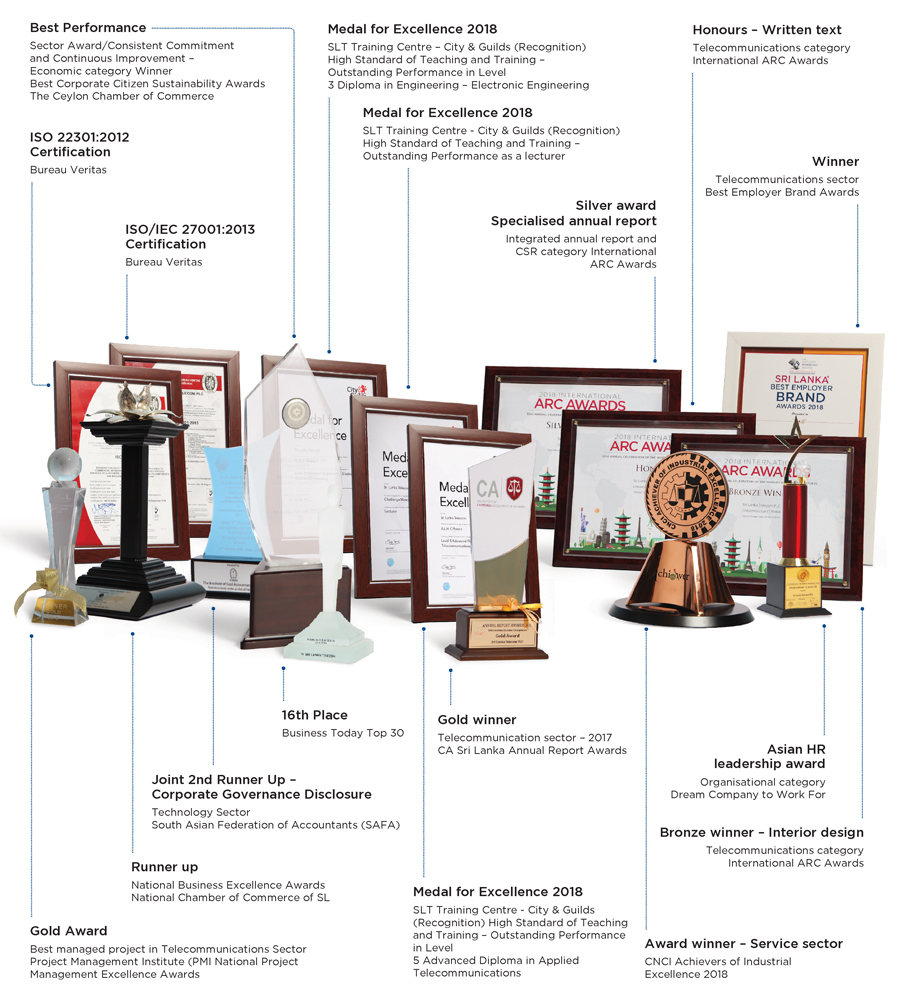 Best Performance
Sector Award/Consistent Commitment
and Continuous Improvement –
Economic category Winner
Best Corporate Citizen Sustainability Awards
The Ceylon Chamber of Commerce
ISO 22301:2012
Certification
Bureau Veritas
ISO/IEC 27001:2013
Certification
Bureau Veritas
Medal for Excellence 2018
SLT Training Centre – City & Guilds (Recognition)
High Standard of Teaching and Training –
Outstanding Performance in Level
3 Diploma in Engineering – Electronic Engineering
Medal for Excellence 2018
SLT Training Centre - City & Guilds (Recognition)
High Standard of Teaching and Training –
Outstanding Performance as a lecturer
Silver award
Specialised annual report
Integrated annual report and
CSR category International
ARC Awards
Honours – Written text
Telecommunications category
International ARC Awards
Winner
Telecommunications sector
Best Employer Brand Awards
City
Medal for
Excellence
CA
ANNUAL REPORT AWARDS
Gold Award
2018 INTERNATIONAL
ARC AWARDS
ARC AWARDS
BRONZE WIN
SRI LANKA
BEST EMPLOYER
BRAND
AWARDS 2018
CNCI ACHIEVER OF INDUSTRIAL EXCELLENCE 2018
achiever
16th Place
Business Today Top 30
Gold winner
Telecommunication sector – 2017
CA Sri Lanka Annual Report Awards
Asian HR
leadership award
Organisational category
Dream Company to Work For
Joint 2nd Runner Up –
Corporate Governance Disclosure
Technology Sector
South Asian Federation of Accountants (SAFA)
Bronze winner – Interior design
Telecommunications category
International ARC Awards
Runner up
National Business Excellence Awards
National Chamber of Commerce of SL
Medal for Excellence 2018
SLT Training Centre - City & Guilds
(Recognition) High Standard of Teaching
and Training – Outstanding Performance
in Level
5 Advanced Diploma in Applied
Telecommunications
Gold Award
Best managed project in Telecommunications Sector
Project Management Institute (PMI National Project
Management Excellence Awards
Award winner – Service sector
CNCI Achievers of Industrial
Excellence 2018